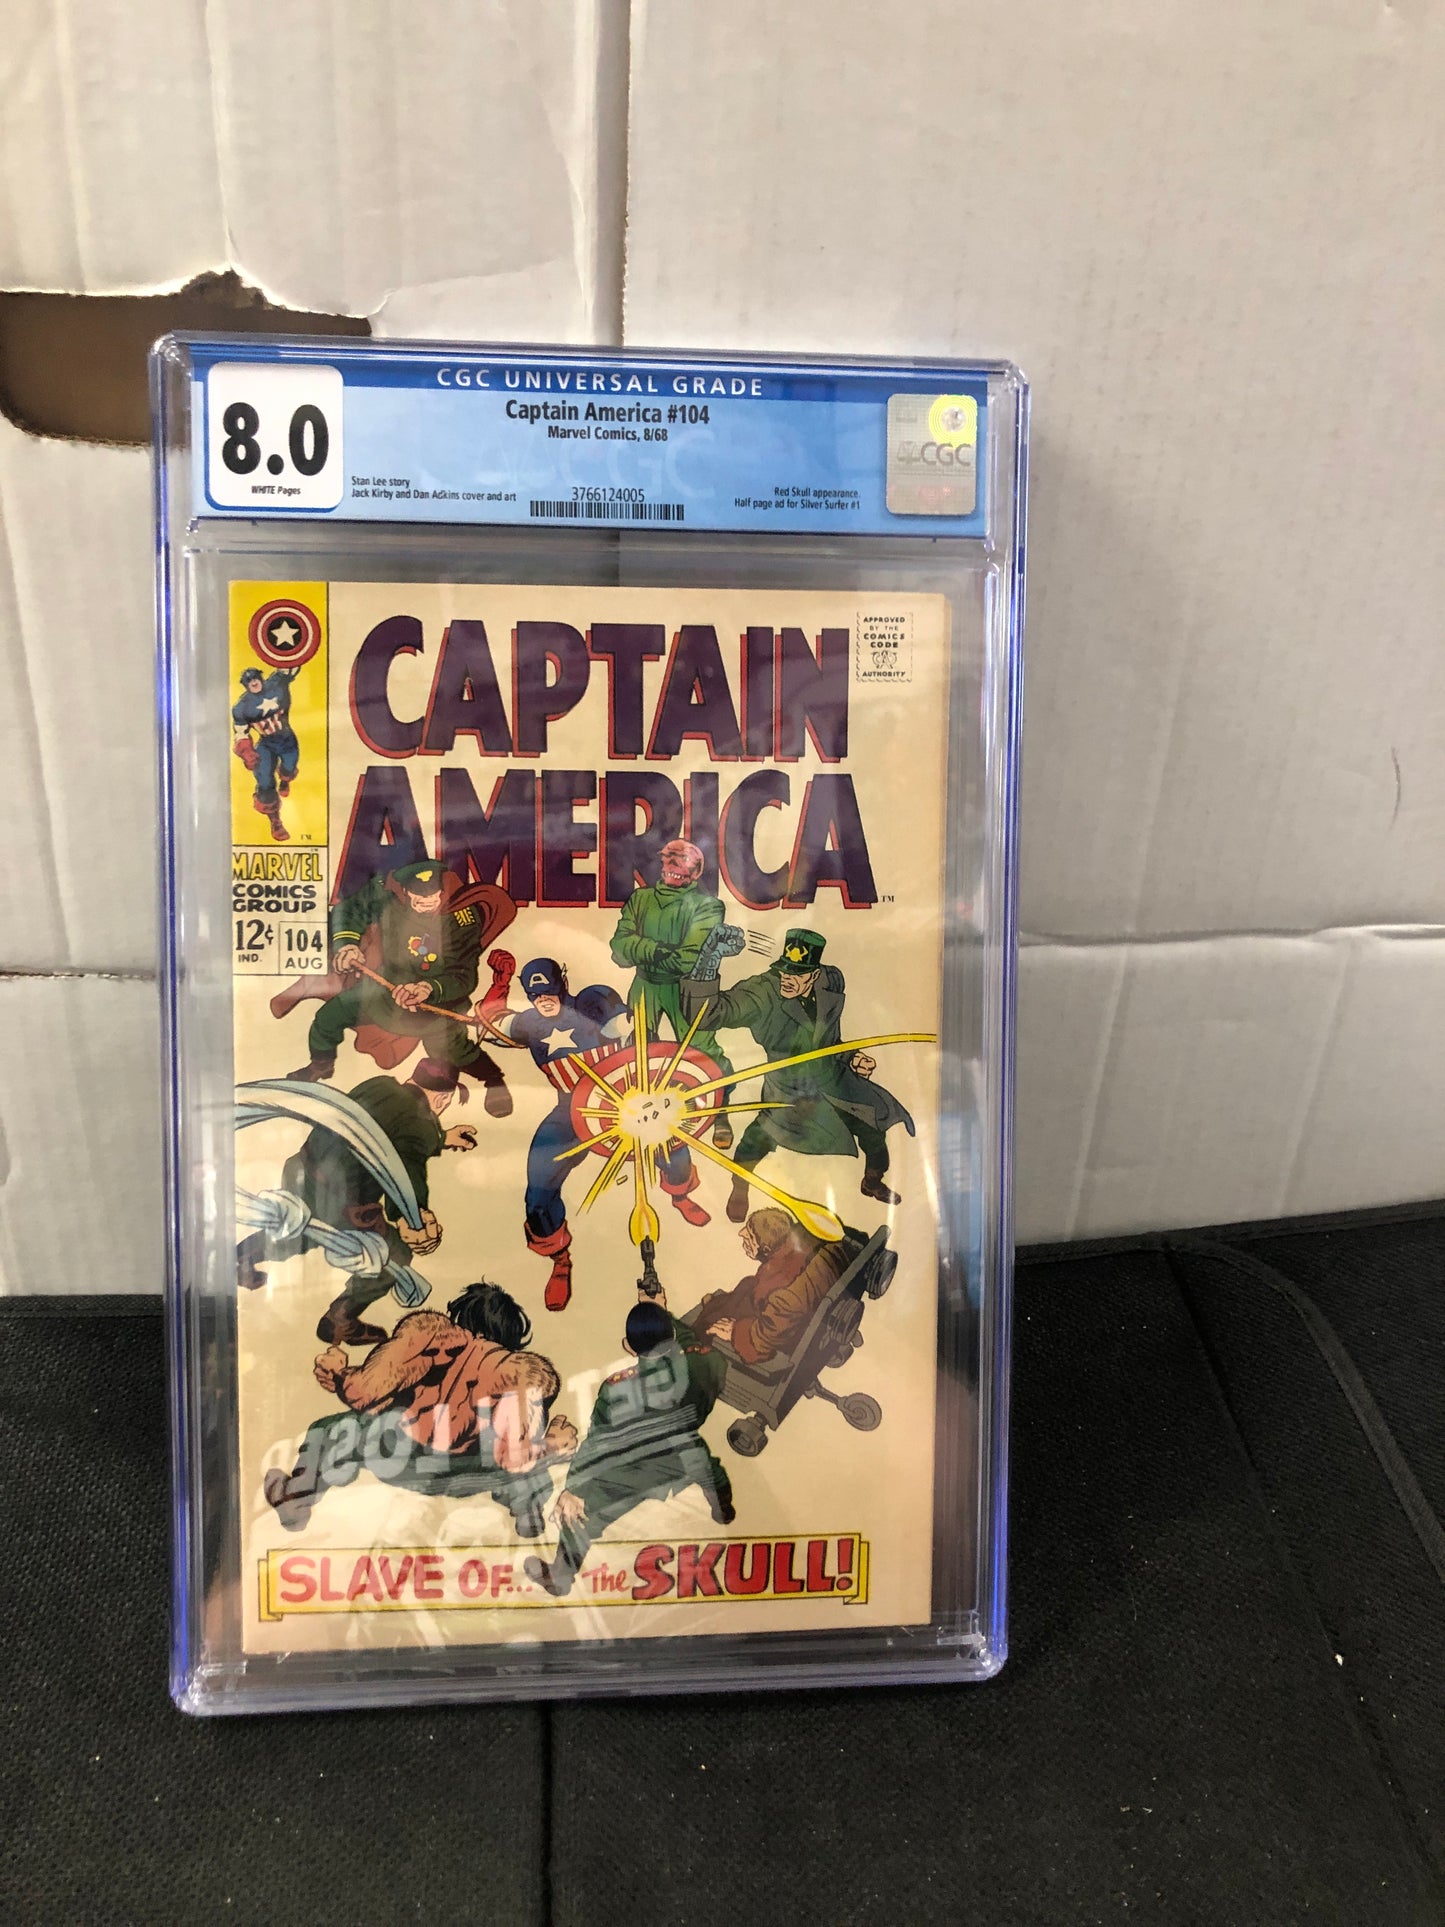 CGC UNIVERSAL GRADE
8.0
WHITE Pages
Captain America #104
Marvel Comics, 8/68
Stan Lee story
Jack Kirby and Dan Adkins cover and art
3766124005
Red Skull appearance.
Half page ad for Silver Surfer #1
CGC
CAPTAIN
AMERICA
TM
APPROVED
BY THE
COMICS
CODE
AUTHORITY
TM
MARVEL
COMICS
GROUP
12¢
IND.
104
AUG
SLAVE OF... The SKULL!